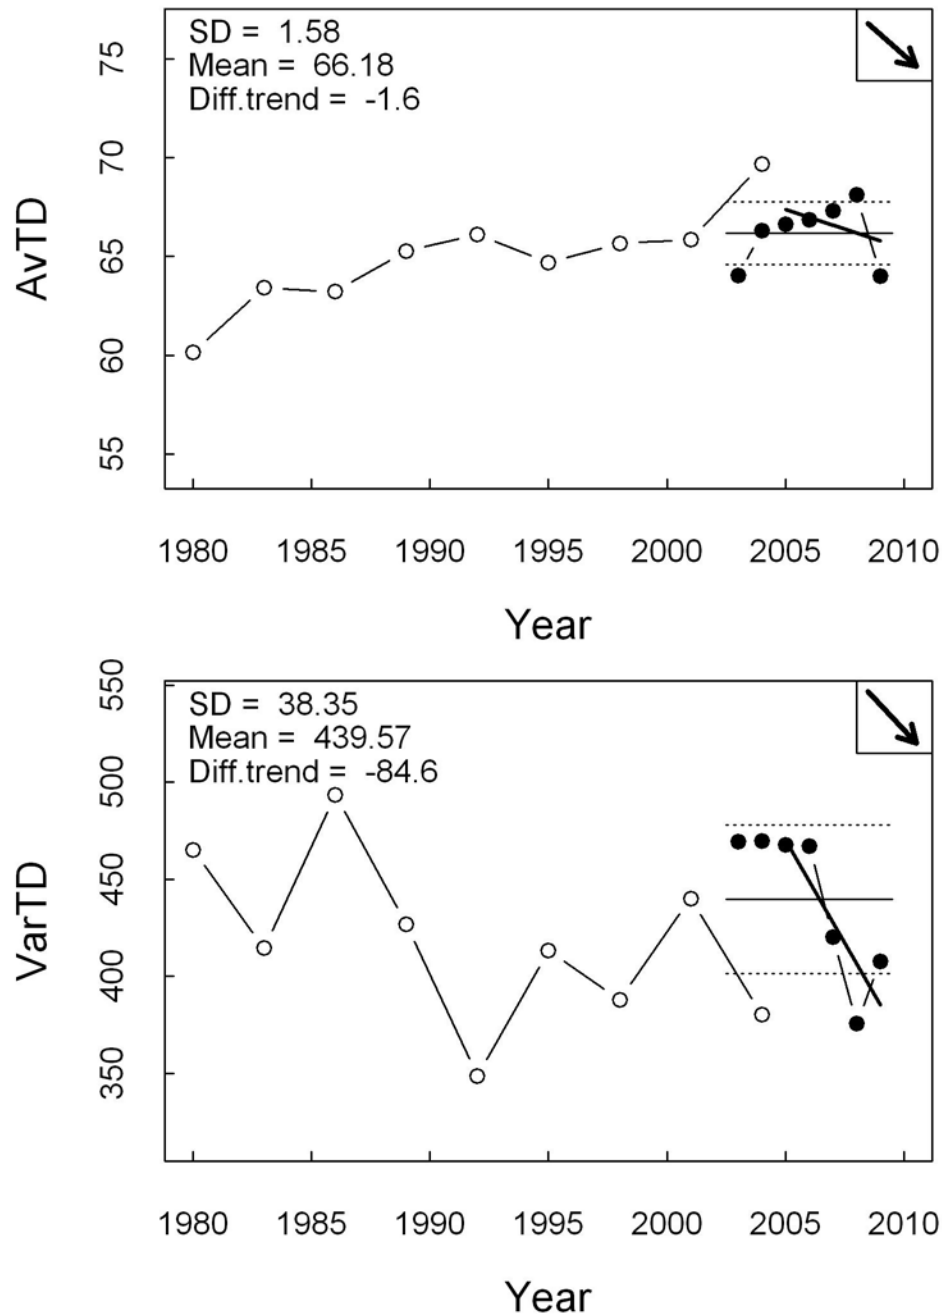 SD = 1.58
Mean = 66.18
Diff.trend = -1.6
AvTD
75
70
65
60
55
1980 1985 1990 1995 2000 2005 2010
Year
SD = 38.35
Mean = 439.57
Diff.trend = -84.6
VarTD
550
500
450
400
350
1980 1985 1990 1995 2000 2005 2010
Year